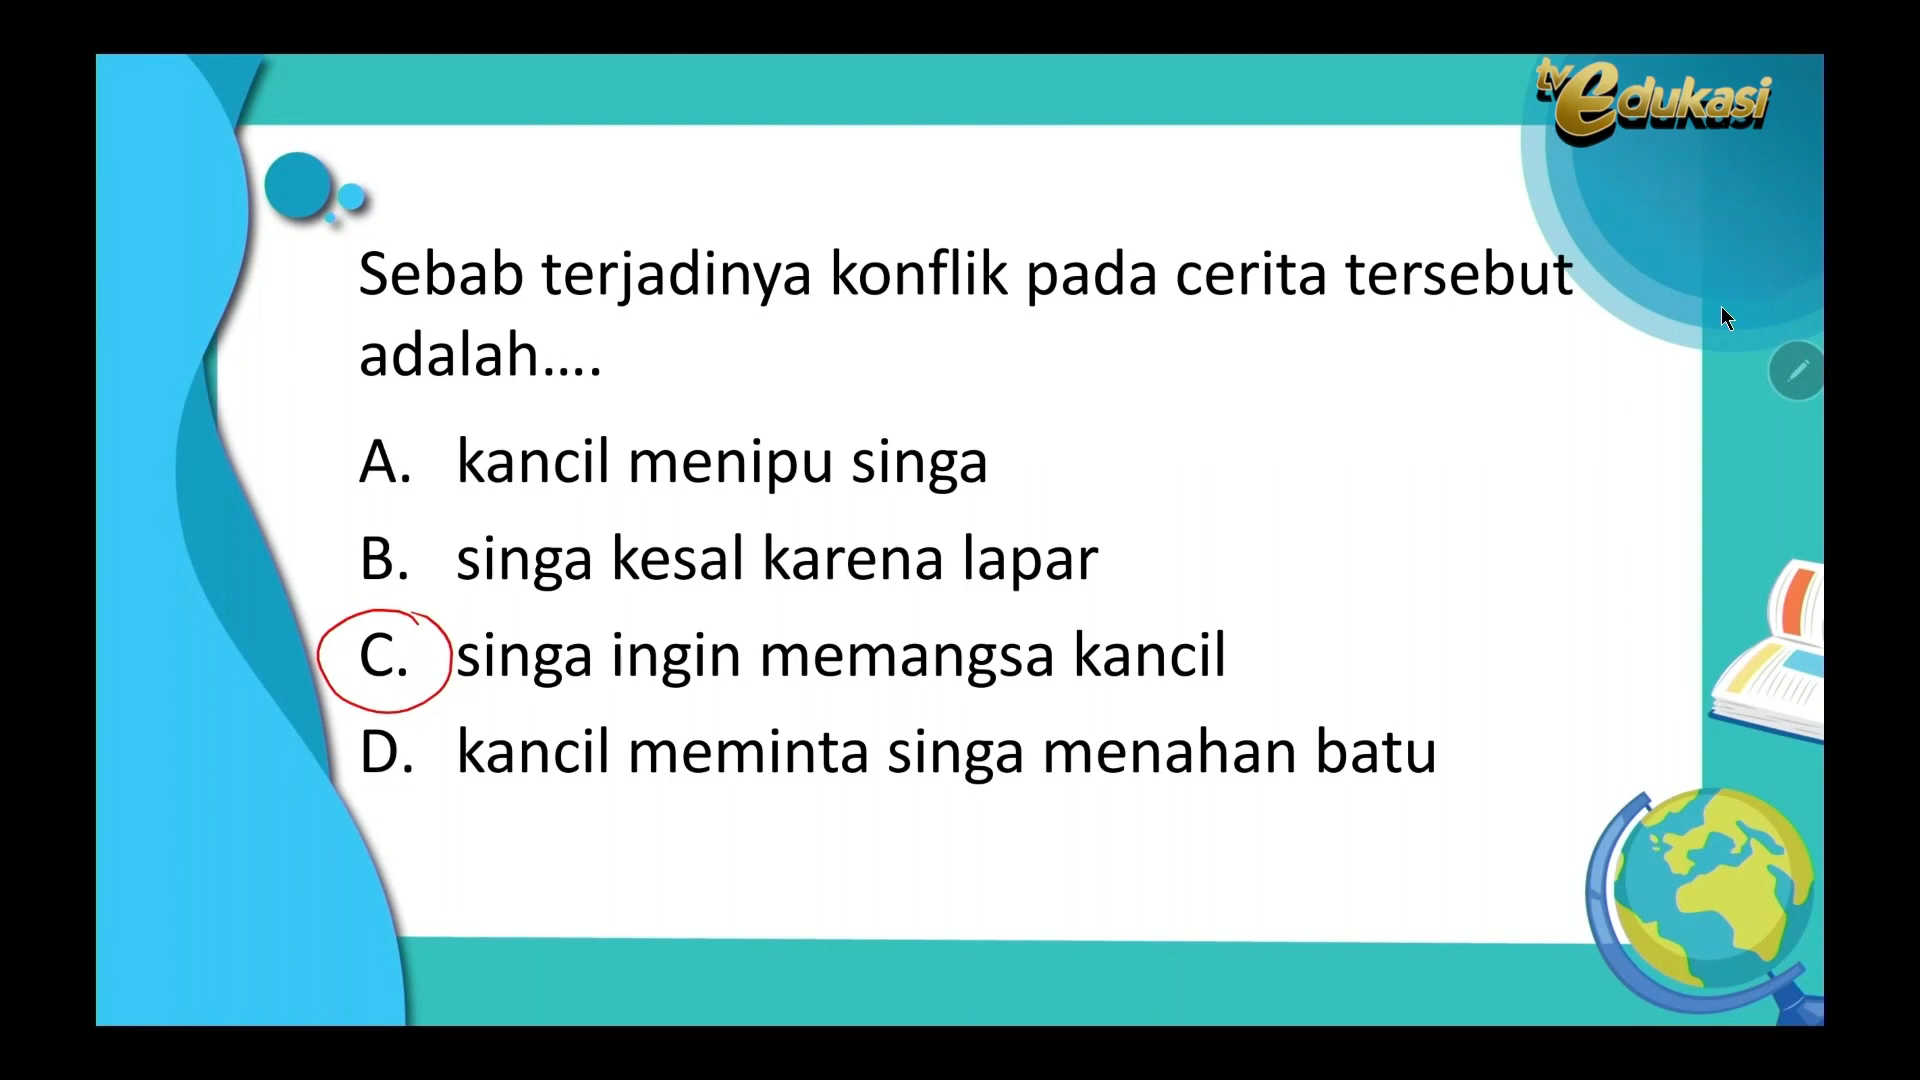 tv edukasi
Sebab terjadinya konflik pada cerita tersebut
adalah....
A. kancil menipu singa
B. singa kesal karena lapar
C. singa ingin memangsa kancil
D. kancil meminta singa menahan batu